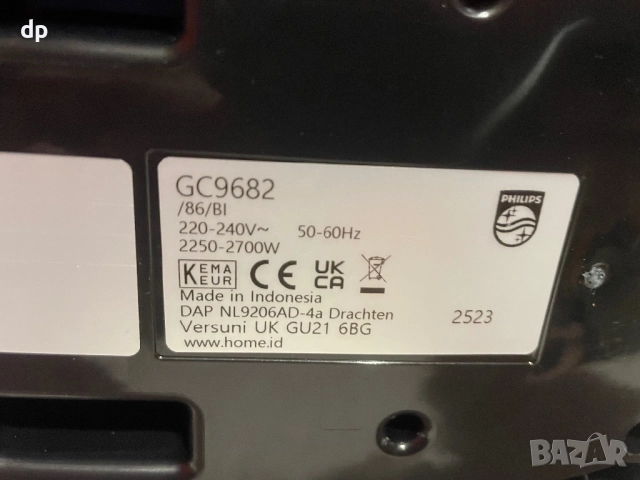 dp
GC9682
/86/BI
220-240V~ 50-60Hz
2250-2700W
PHILIPS
KEMA
KEUR
CE
UK
CA
Made in Indonesia
DAP NL9206AD-4a Drachten
Versuni UK GU21 6BG
www.home.id
2523
BAZAR